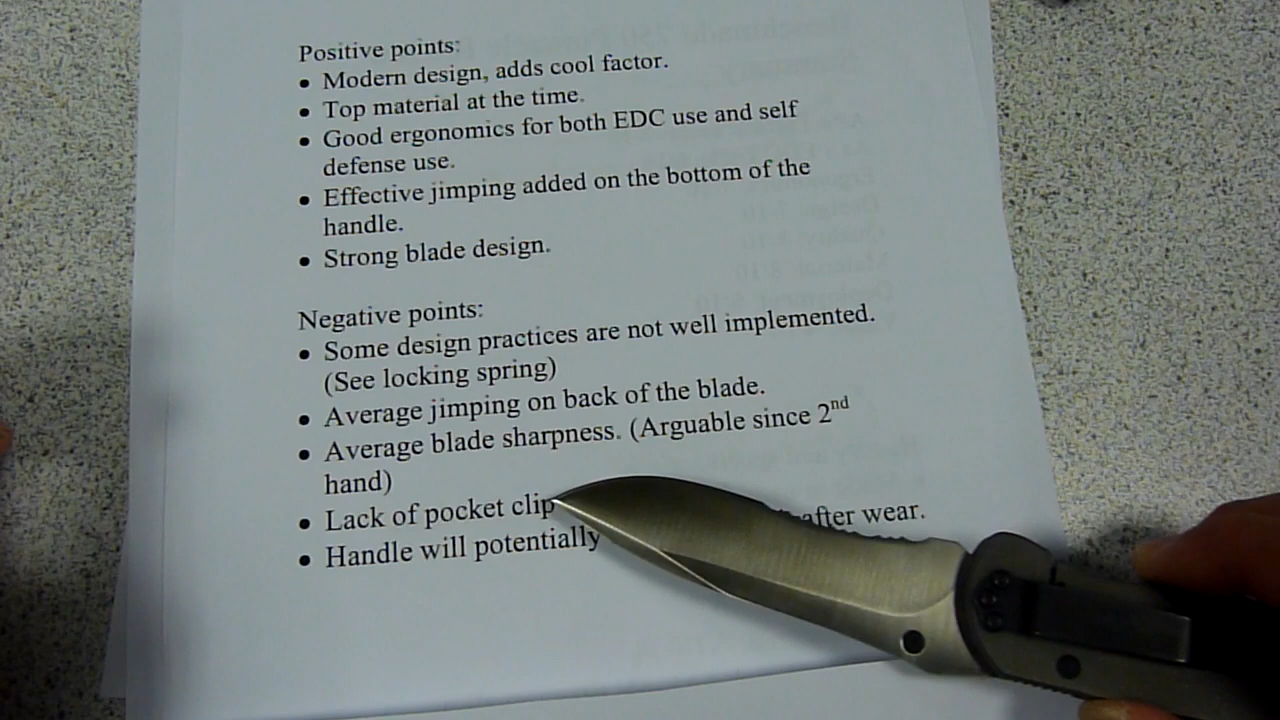 Positive points:
• Modern design, adds cool factor.
• Top material at the time.
• Good ergonomics for both EDC use and self
defense use.
• Effective jimping added on the bottom of the
handle.
• Strong blade design.
Negative points:
• Some design practices are not well implemented.
(See locking spring)
• Average jimping on back of the blade.
• Average blade sharpness. (Arguable since 2nd
hand)
• Lack of pocket clip
• Handle will potentially after wear.